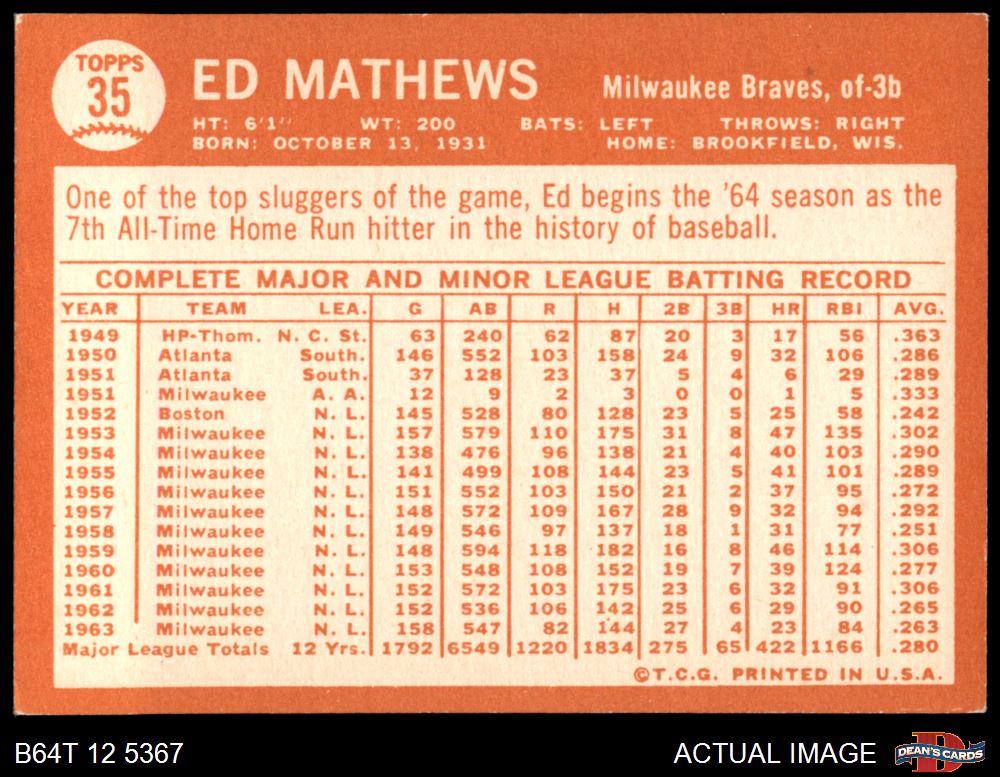 TOPPS
35
ED MATHEWS
Milwaukee Braves, of-3b
HT: 6'1" WT: 200 BATS: LEFT THROWS: RIGHT
BORN: OCTOBER 13, 1931 HOME: BROOKFIELD, WIS.
One of the top sluggers of the game, Ed begins the '64 season as the
7th All-Time Home Run hitter in the history of baseball.
COMPLETE MAJOR AND MINOR LEAGUE BATTING RECORD
YEAR TEAM LEA. G AB R H 2B 3B HR RBI AVG.
1949 HP-Thom. N. C. St. 63 240 62 87 20 3 17 56 .363
1950 Atlanta South. 146 552 103 158 24 9 32 106 .286
1951 Atlanta South. 37 128 23 37 5 4 6 29 .289
1951 Milwaukee A. A. 12 9 2 3 0 0 1 5 .333
1952 Boston N. L. 145 528 80 128 23 5 25 58 .242
1953 Milwaukee N. L. 157 579 110 175 31 8 47 135 .302
1954 Milwaukee N. L. 138 476 96 138 21 4 40 103 .290
1955 Milwaukee N. L. 141 499 108 144 23 5 41 101 .289
1956 Milwaukee N. L. 151 552 103 150 21 2 37 95 .272
1957 Milwaukee N. L. 148 572 109 167 28 9 32 94 .292
1958 Milwaukee N. L. 149 546 97 137 18 1 31 77 .251
1959 Milwaukee N. L. 148 594 118 182 16 8 46 114 .306
1960 Milwaukee N. L. 153 548 108 152 19 7 39 124 .277
1961 Milwaukee N. L. 152 572 103 175 23 6 32 91 .306
1962 Milwaukee N. L. 152 536 106 142 25 6 29 90 .265
1963 Milwaukee N. L. 158 547 82 144 27 4 23 84 .263
Major League Totals 12 Yrs. 1792 6549 1220 1834 275 65 422 1166 .280
©T.C.G. PRINTED IN U.S.A.
B64T 12 5367
ACTUAL IMAGE
D
DEAN'S CARDS